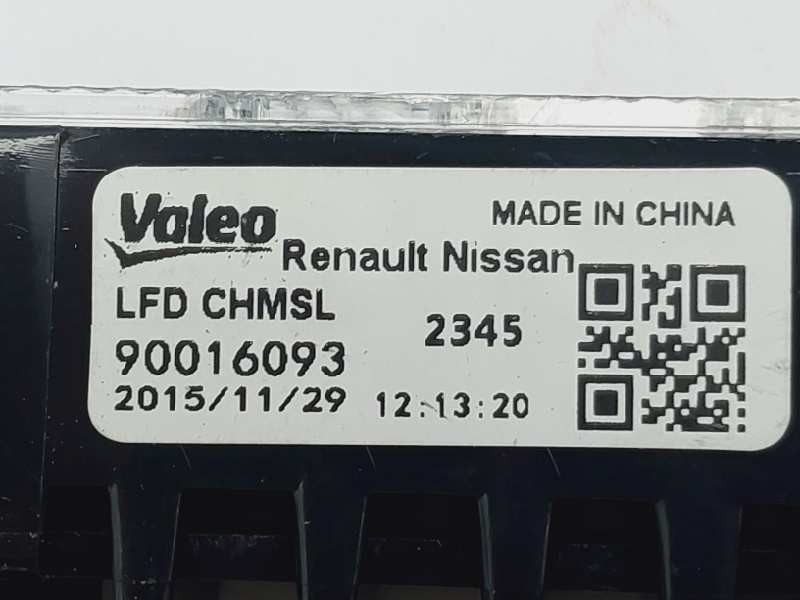 Valeo MADE IN CHINA
Renault Nissan
LFD CHMSL 2345
90016093
2015/11/29 12:13:20